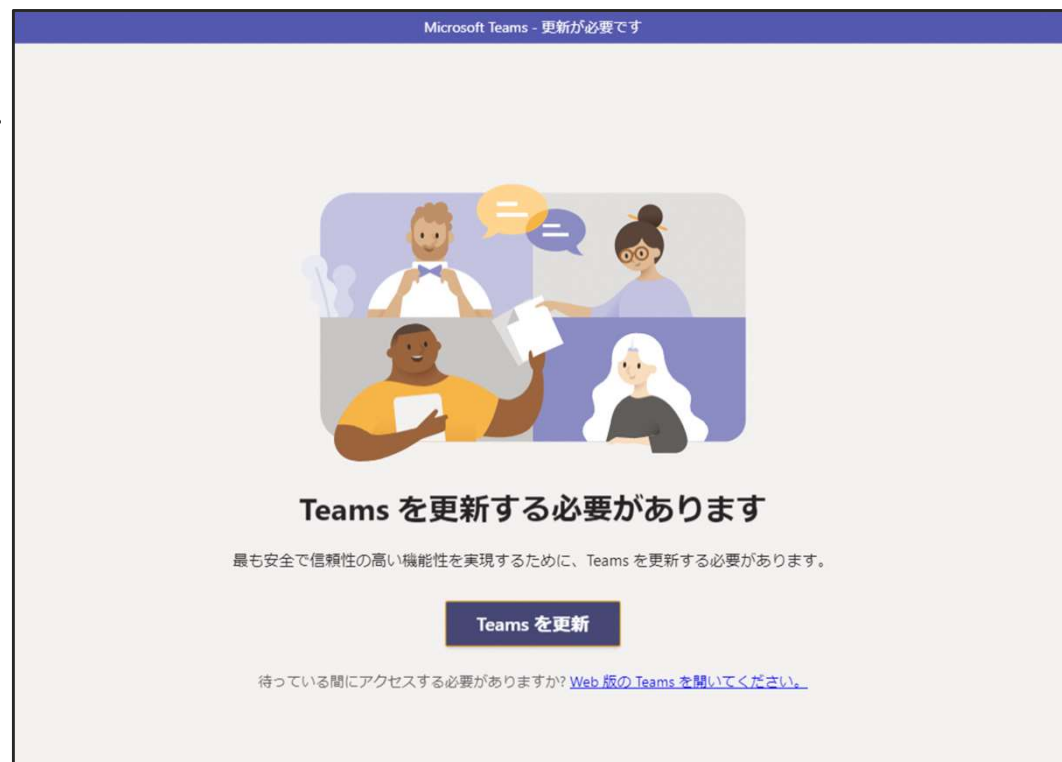 Microsoft Teams - 更新が必要です
Teams を更新する必要があります
最も安全で信頼性の高い機能性を実現するために、Teams を更新する必要があります。
Teams を更新
待っている間にアクセスする必要がありますか? Web 版の Teams を開いてください。